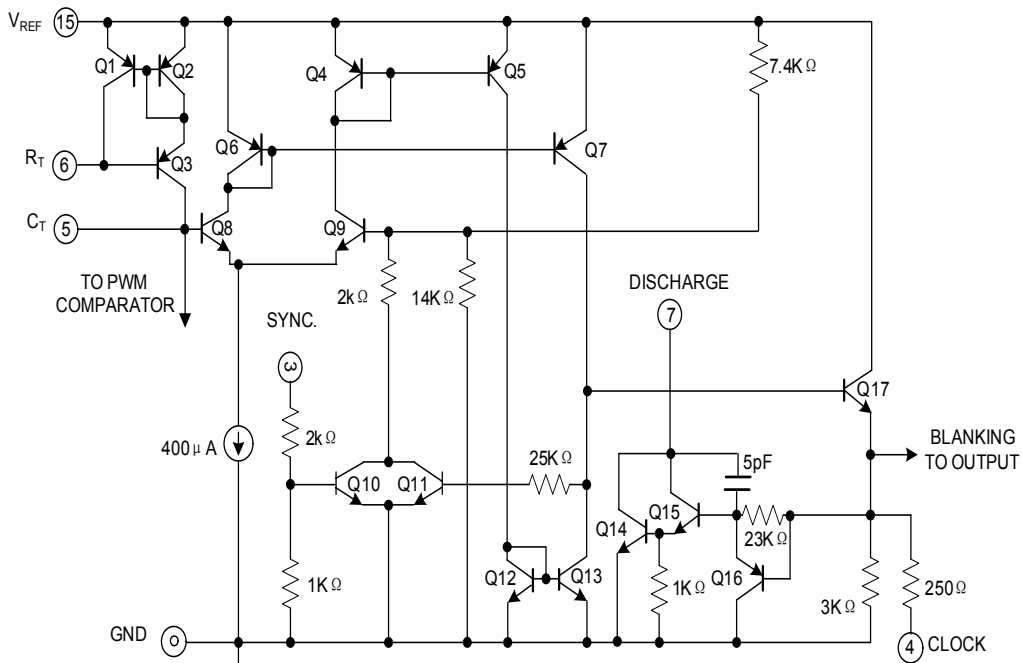 VREF 15
Q1
Q2
Q4
Q5
7.4KΩ
RT 6
Q3
Q6
Q7
CT 5
Q8
Q9
TO PWM
COMPARATOR
2kΩ
14KΩ
DISCHARGE
7
SYNC.
3
Q17
400μA
2kΩ
BLANKING
TO OUTPUT
25KΩ
5pF
Q10
Q11
Q14
Q15
23KΩ
1KΩ
Q12
Q13
1KΩ
Q16
3KΩ
250Ω
GND 0
4 CLOCK